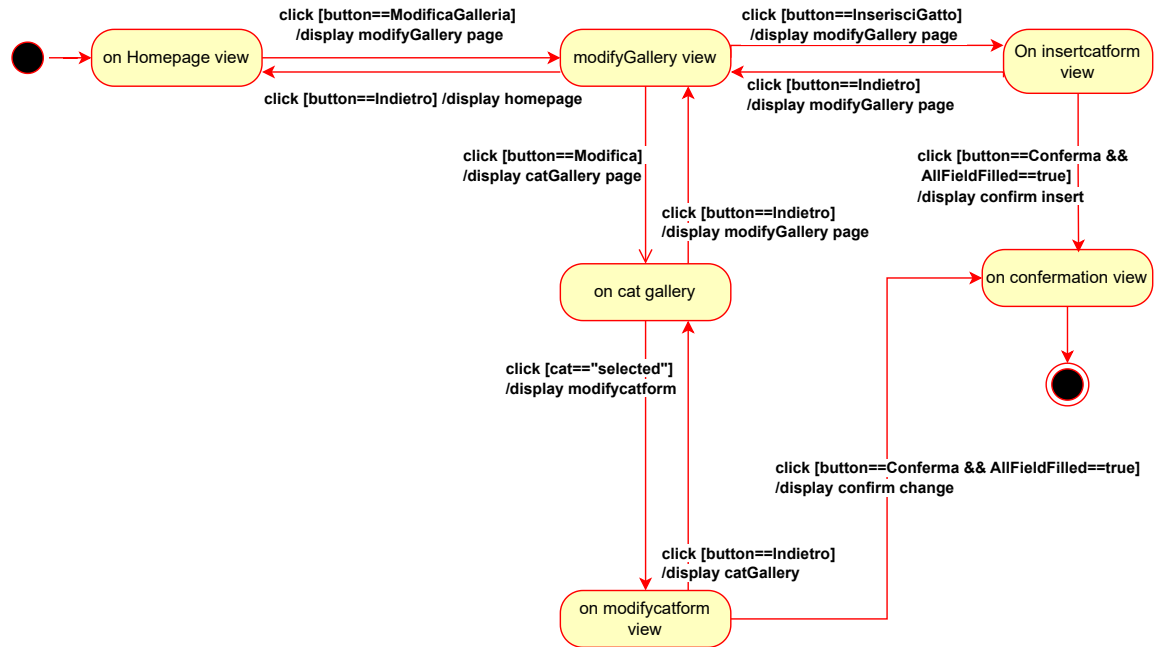 click [button==ModificaGalleria]
/display modifyGallery page
click [button==InserisciGatto]
/display modifyGallery page
on Homepage view
modifyGallery view
On insertcatform
view
click [button==Indietro] /display homepage
click [button==Indietro]
/display modifyGallery page
click [button==Modifica]
/display catGallery page
click [button==Conferma &&
AllFieldFilled==true]
/display confirm insert
click [button==Indietro]
/display modifyGallery page
on cat gallery
on confermation view
click [cat=="selected"]
/display modifycatform
click [button==Conferma && AllFieldFilled==true]
/display confirm change
click [button==Indietro]
/display catGallery
on modifycatform
view